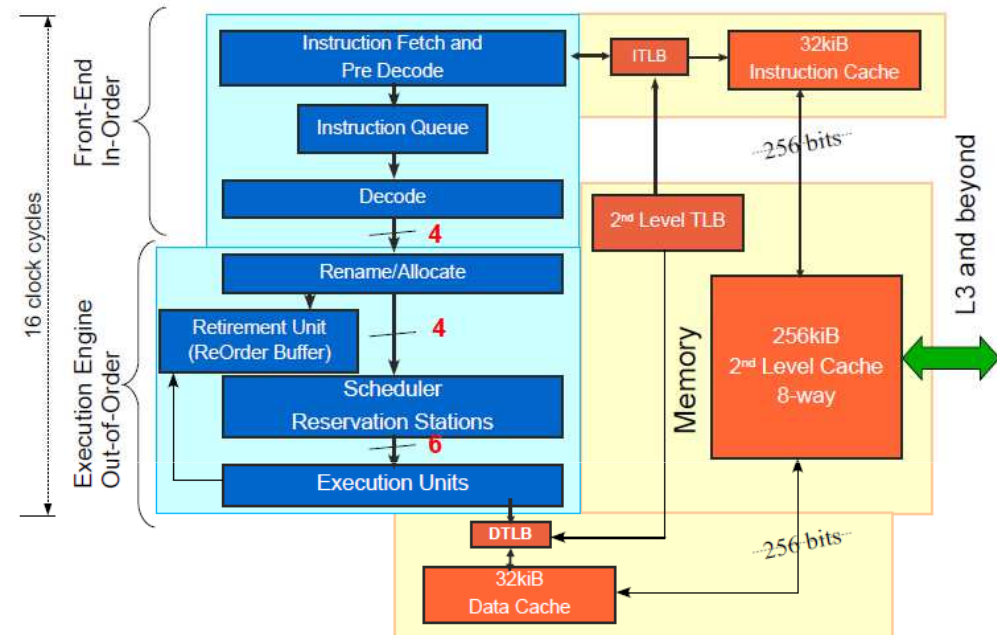 16 clock cycles
Front-End
In-Order
Execution Engine
Out-of-Order
Instruction Fetch and
Pre Decode
Instruction Queue
Decode
4
Rename/Allocate
4
Retirement Unit
(ReOrder Buffer)
Scheduler
Reservation Stations
6
Execution Units
ITLB
32kiB
Instruction Cache
256 bits
2nd Level TLB
Memory
256kiB
2nd Level Cache
8-way
L3 and beyond
DTLB
256 bits
32kiB
Data Cache